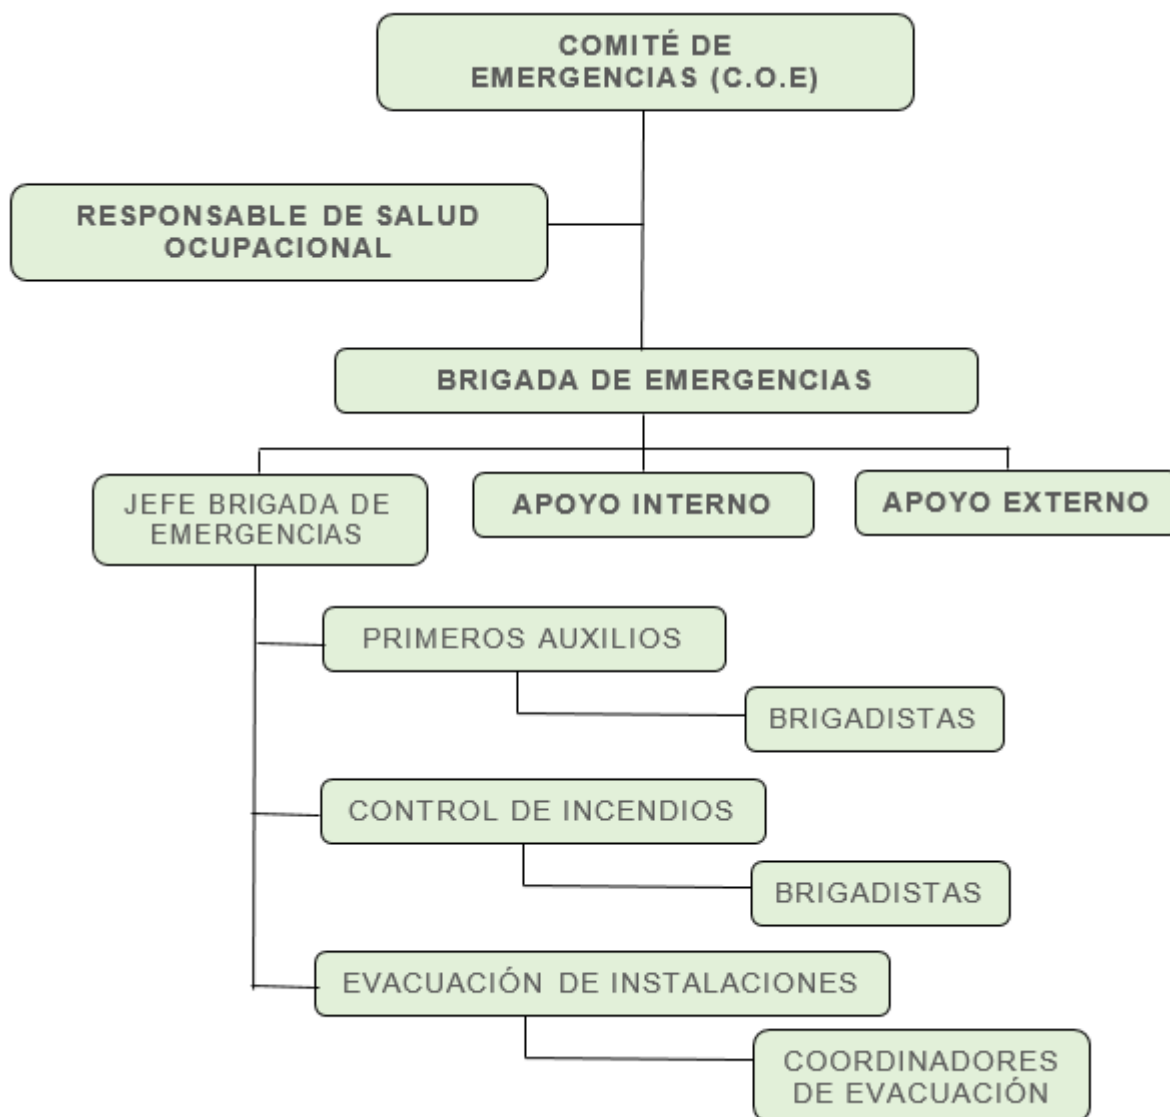 COMITÉ DE
EMERGENCIAS (C.O.E)
RESPONSABLE DE SALUD
OCUPACIONAL
BRIGADA DE EMERGENCIAS
JEFE BRIGADA DE
EMERGENCIAS
APOYO INTERNO
APOYO EXTERNO
PRIMEROS AUXILIOS
BRIGADISTAS
CONTROL DE INCENDIOS
BRIGADISTAS
EVACUACIÓN DE INSTALACIONES
COORDINADORES
DE EVACUACIÓN